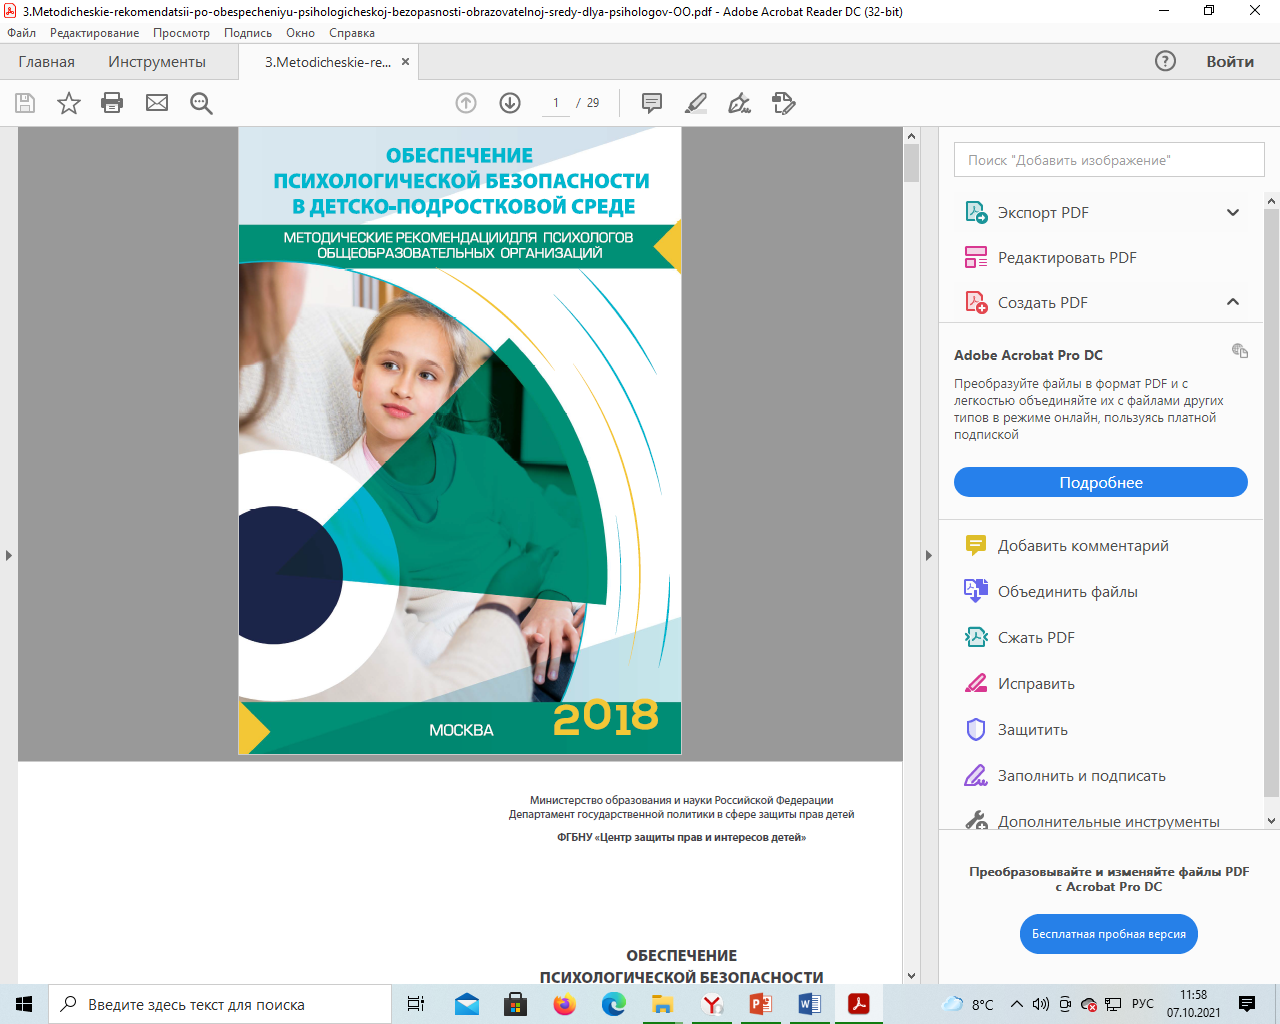 3.Metodicheskie-rekomendatsii-po-obespecheniyu-psihologicheskoj-bezopasnosti-obrazovatelnoj-sredy-dlya-psihologov-OO.pdf - Adobe Acrobat Reader DC (32-bit)
Файл Редактирование Просмотр Подпись Окно Справка
Главная Инструменты 3.Metodicheskie-re... × Войти
1 / 29
ОБЕСПЕЧЕНИЕ
ПСИХОЛОГИЧЕСКОЙ БЕЗОПАСНОСТИ
В ДЕТСКО-ПОДРОСТКОВОЙ СРЕДЕ
МЕТОДИЧЕСКИЕ РЕКОМЕНДАЦИИДЛЯ ПСИХОЛОГОВ
ОБЩЕОБРАЗОВАТЕЛЬНЫХ ОРГАНИЗАЦИЙ
МОСКВА 2018
Министерство образования и науки Российской Федерации
Департамент государственной политики в сфере защиты прав детей
ФГБНУ «Центр защиты прав и интересов детей»
ОБЕСПЕЧЕНИЕ
ПСИХОЛОГИЧЕСКОЙ БЕЗОПАСНОСТИ
Поиск "Добавить изображение"
Экспорт PDF
Редактировать PDF
Создать PDF
Adobe Acrobat Pro DC
Преобразуйте файлы в формат PDF и с
легкостью объединяйте их с файлами других
типов в режиме онлайн, пользуясь платной
подпиской
Подробнее
Добавить комментарий
Объединить файлы
Сжать PDF
Исправить
Защитить
Заполнить и подписать
Дополнительные инструменты
Преобразовывайте и изменяйте файлы PDF
с Acrobat Pro DC
Бесплатная пробная версия
Введите здесь текст для поиска
8°C РУС 11:58
07.10.2021